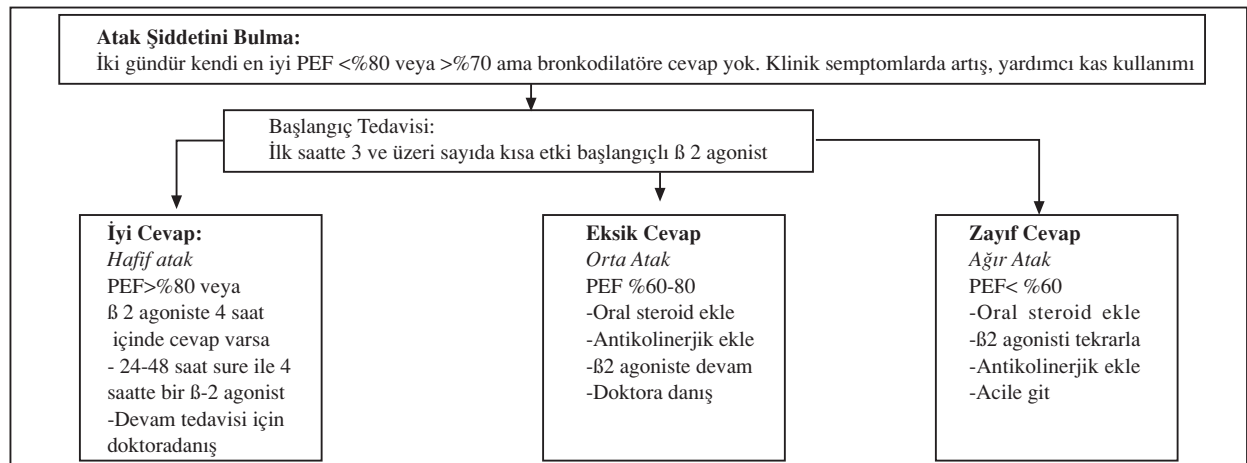 Atak Şiddetini Bulma:
İki gündür kendi en iyi PEF <%80 veya >%70 ama bronkodilatöre cevap yok. Klinik semptomlarda artış, yardımcı kas kullanımı
Başlangıç Tedavisi:
İlk saatte 3 ve üzeri sayıda kısa etki başlangıçlı ß 2 agonist
İyi Cevap:
Hafif atak
PEF>%80 veya
ß 2 agoniste 4 saat
içinde cevap varsa
- 24-48 saat sure ile 4
saatte bir ß-2 agonist
-Devam tedavisi için
doktoradanış
Eksik Cevap
Orta Atak
PEF %60-80
-Oral steroid ekle
-Antikolinerjik ekle
-ß2 agoniste devam
-Doktora danış
Zayıf Cevap
Ağır Atak
PEF< %60
-Oral steroid ekle
-ß2 agonisti tekrarla
-Antikolinerjik ekle
-Acile git